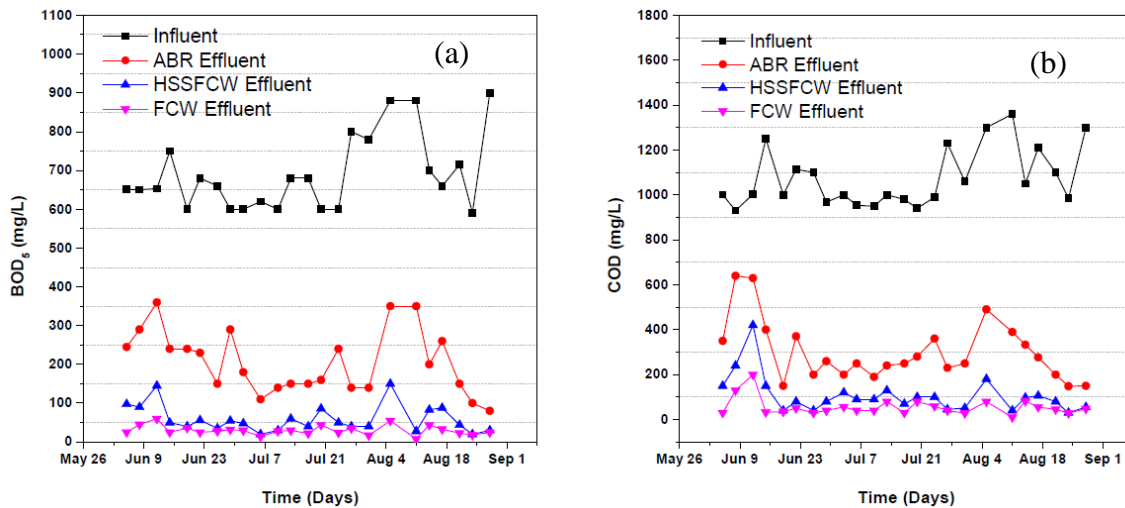 1100
1000
900
800
700
600
500
400
300
200
100
0
BOD5 (mg/L)
Influent
ABR Effluent
HSSFCW Effluent
FCW Effluent
(a)
May 26 Jun 9 Jun 23 Jul 7 Jul 21 Aug 4 Aug 18 Sep 1
Time (Days)
1800
1600
1400
1200
1000
800
600
400
200
0
COD (mg/L)
Influent
ABR Effluent
HSSFCW Effluent
FCW Effluent
(b)
May 26 Jun 9 Jun 23 Jul 7 Jul 21 Aug 4 Aug 18 Sep 1
Time (Days)